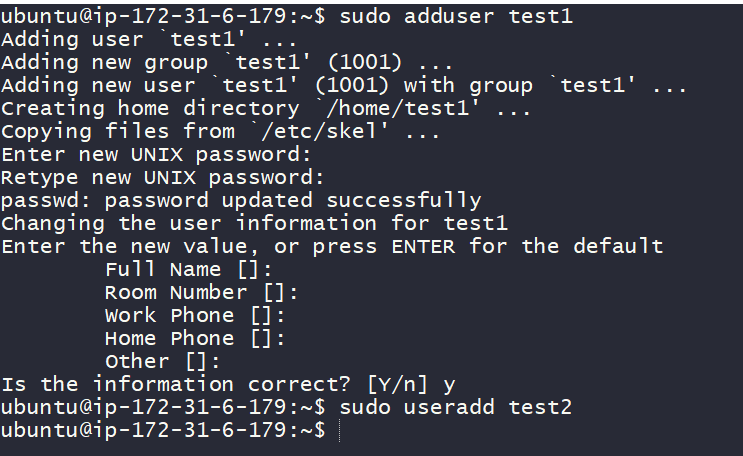 ubuntu@ip-172-31-6-179:~$ sudo adduser test1
Adding user `test1' ...
Adding new group `test1' (1001) ...
Adding new user `test1' (1001) with group `test1' ...
Creating home directory `/home/test1' ...
Copying files from `/etc/skel' ...
Enter new UNIX password:
Retype new UNIX password:
passwd: password updated successfully
Changing the user information for test1
Enter the new value, or press ENTER for the default
        Full Name []:
        Room Number []:
        Work Phone []:
        Home Phone []:
        Other []:
Is the information correct? [Y/n] y
ubuntu@ip-172-31-6-179:~$ sudo useradd test2
ubuntu@ip-172-31-6-179:~$